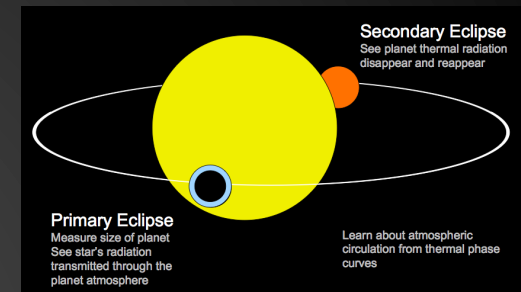 Secondary Eclipse
See planet thermal radiation
disappear and reappear
Primary Eclipse
Measure size of planet
See star's radiation
transmitted through the
planet atmosphere
Learn about atmospheric
circulation from thermal phase
curves